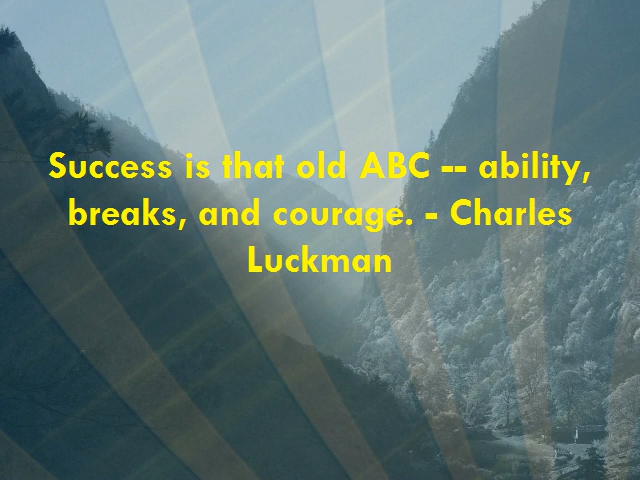 Success is that old ABC -- ability,
breaks, and courage. - Charles
Luckman